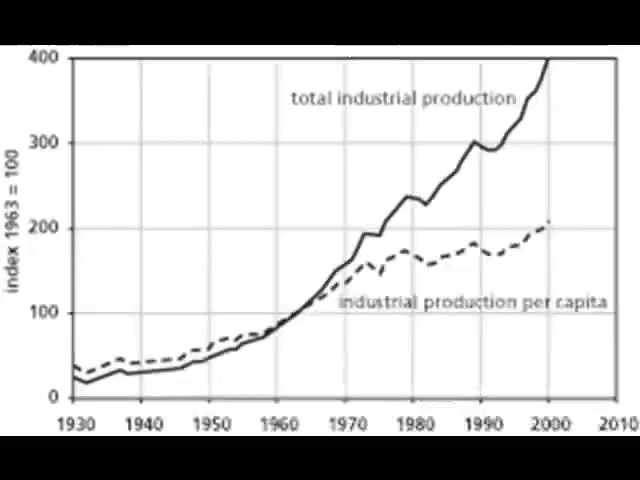 400
total industrial production
300
index 1963 = 100
200
industrial production per capita
100
0
1930 1940 1950 1960 1970 1980 1990 2000 2010